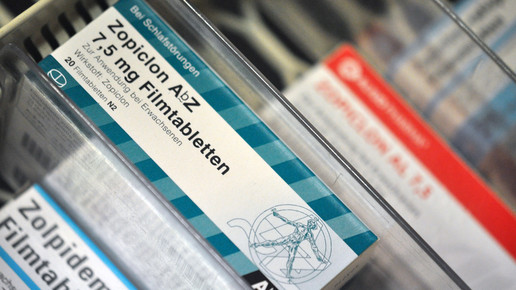 Bei Schlafstörungen
Zopiclon AbZ
7,5 mg Filmtabletten
Zur Anwendung bei Erwachsenen
Wirkstoff: Zopiclon
20 Filmtabletten N2
Zolpidem
Filmtabletten
ZOPICLON AL 7,5